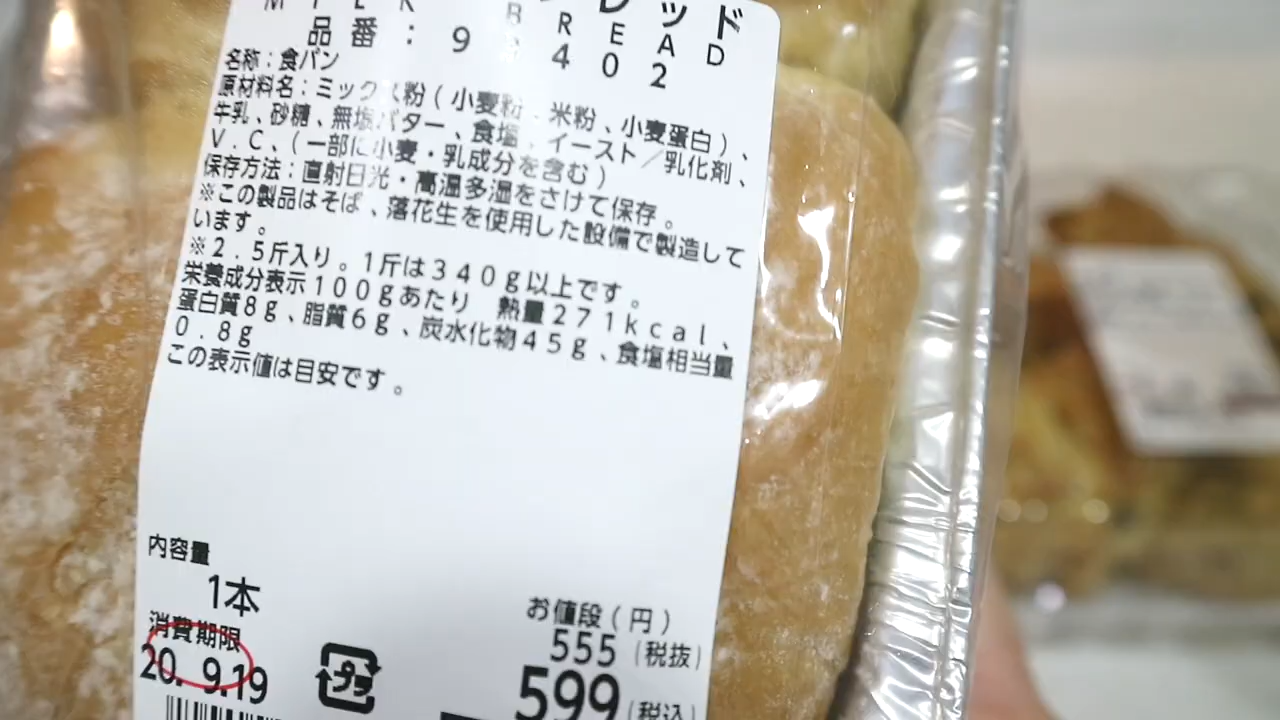 MILK BREAD
品番：9 402
名称：食パン
原材料名：ミックス粉（小麦粉、米粉、小麦蛋白）、
牛乳、砂糖、無塩バター、食塩、イースト／乳化剤、
V．C、（一部に小麦・乳成分を含む）
保存方法：直射日光・高温多湿をさけて保存。
※この製品はそば、落花生を使用した設備で製造して
います。
※2．5斤入り。1斤は340g以上です。
栄養成分表示100gあたり　熱量271kcal、
蛋白質8g、脂質6g、炭水化物45g、食塩相当量
0．8g
この表示値は目安です。
内容量
1本
消費期限
20. 9.19
プラ
お値段（円）
555（税抜）
599（税込）